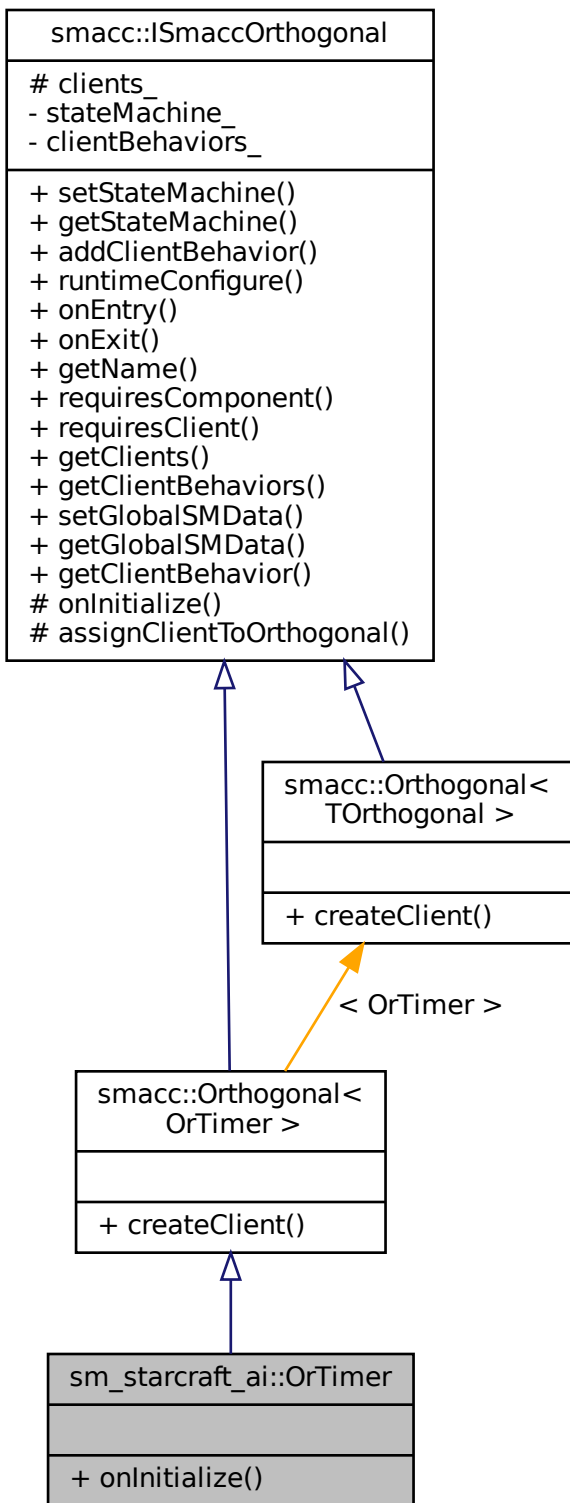 smacc::ISmaccOrthogonal
# clients_
- stateMachine_
- clientBehaviors_
+ setStateMachine()
+ getStateMachine()
+ addClientBehavior()
+ runtimeConfigure()
+ onEntry()
+ onExit()
+ getName()
+ requiresComponent()
+ requiresClient()
+ getClients()
+ getClientBehaviors()
+ setGlobalSMData()
+ getGlobalSMData()
+ getClientBehavior()
# onInitialize()
# assignClientToOrthogonal()
smacc::Orthogonal<
TOrthogonal >
+ createClient()
< OrTimer >
smacc::Orthogonal<
OrTimer >
+ createClient()
sm_starcraft_ai::OrTimer
+ onInitialize()